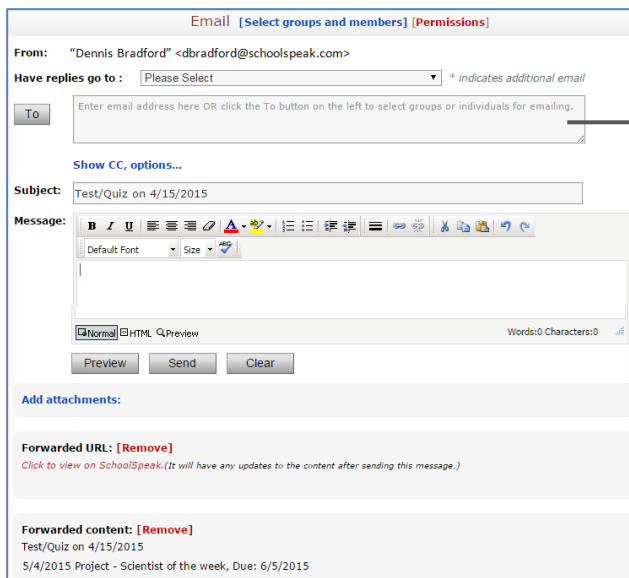 Email [Select groups and members] [Permissions]
From: "Dennis Bradford" <dbradford@schoolspeak.com>
Have replies go to : Please Select * indicates additional email
To Enter email address here OR click the To button on the left to select groups or individuals for emailing.
Show CC, options...
Subject: Test/Quiz on 4/15/2015
Message: B I U A ab
Default Font Size ABC
Normal HTML Preview Words:0 Characters:0
Preview Send Clear
Add attachments:
Forwarded URL: [Remove]
Click to view on SchoolSpeak.(It will have any updates to the content after sending this message.)
Forwarded content: [Remove]
Test/Quiz on 4/15/2015
5/4/2015 Project - Scientist of the week, Due: 6/5/2015